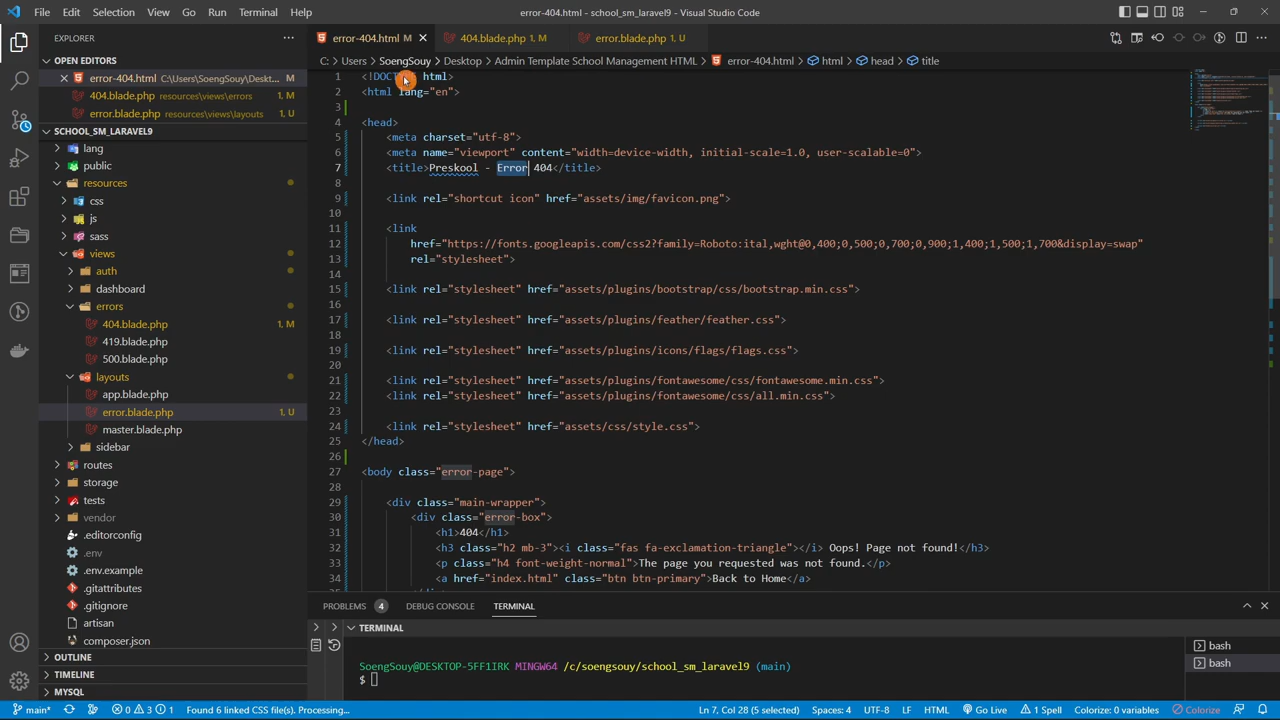 File Edit Selection View Go Run Terminal Help
error-404.html - school_sm_laravel9 - Visual Studio Code
EXPLORER
error-404.html M
404.blade.php 1, M
error.blade.php 1, U
C: > Users > SoengSouy > Desktop > Admin Template School Management HTML > error-404.html > html > head > title
OPEN EDITORS
error-404.html C:\Users\SoengSouy\Deskt... M
404.blade.php resources\views\errors
error.blade.php resources\views\layouts
SCHOOL_SM_LARAVEL9
lang
public
resources
css
js
sass
views
auth
dashboard
errors
404.blade.php 1, M
419.blade.php
500.blade.php
layouts
app.blade.php
error.blade.php 1, U
master.blade.php
sidebar
routes
storage
tests
vendor
.editorconfig
.env
.env.example
.gitattributes
.gitignore
artisan
composer.json
OUTLINE
TIMELINE
MYSQL
1 <!DOCT html>
2 <html lang="en">
3
4 <head>
5 <meta charset="utf-8">
6 <meta name="viewport" content="width=device-width, initial-scale=1.0, user-scalable=0">
7 <title>Preskool - Error 404</title>
8
9 <link rel="shortcut icon" href="assets/img/favicon.png">
10
11 <link
12 href="https://fonts.googleapis.com/css2?family=Roboto:ital,wght@0,400;0,500;0,700;0,900;1,400;1,500;1,700&display=swap"
13 rel="stylesheet">
14
15 <link rel="stylesheet" href="assets/plugins/bootstrap/css/bootstrap.min.css">
16
17 <link rel="stylesheet" href="assets/plugins/feather/feather.css">
18
19 <link rel="stylesheet" href="assets/plugins/icons/flags/flags.css">
20
21 <link rel="stylesheet" href="assets/plugins/fontawesome/css/fontawesome.min.css">
22 <link rel="stylesheet" href="assets/plugins/fontawesome/css/all.min.css">
23
24 <link rel="stylesheet" href="assets/css/style.css">
25 </head>
26
27 <body class="error-page">
28
29 <div class="main-wrapper">
30 <div class="error-box">
31 <h1>404</h1>
32 <h3 class="h2 mb-3"><i class="fas fa-exclamation-triangle"></i> Oops! Page not found!</h3>
33 <p class="h4 font-weight-normal">The page you requested was not found.</p>
34 <a href="index.html" class="btn btn-primary">Back to Home</a>
PROBLEMS 4 DEBUG CONSOLE TERMINAL
TERMINAL
SoengSouy@DESKTOP-5FF1IRK MINGW64 /c/soengsouy/school_sm_laravel9 (main)
$
bash
bash
main* 0 3 1 Found 6 linked CSS file(s). Processing... Ln 7, Col 28 (5 selected) Spaces: 4 UTF-8 LF HTML Go Live 1 Spell Colorize: 0 variables Colorize